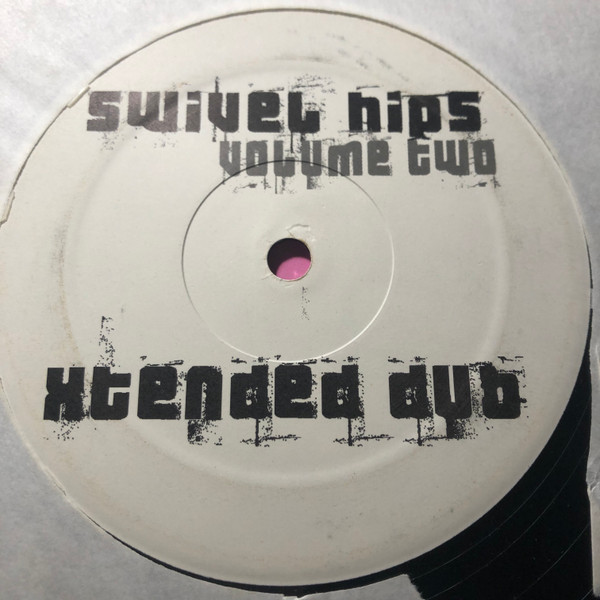 swivel hips
volume two
xtended dub